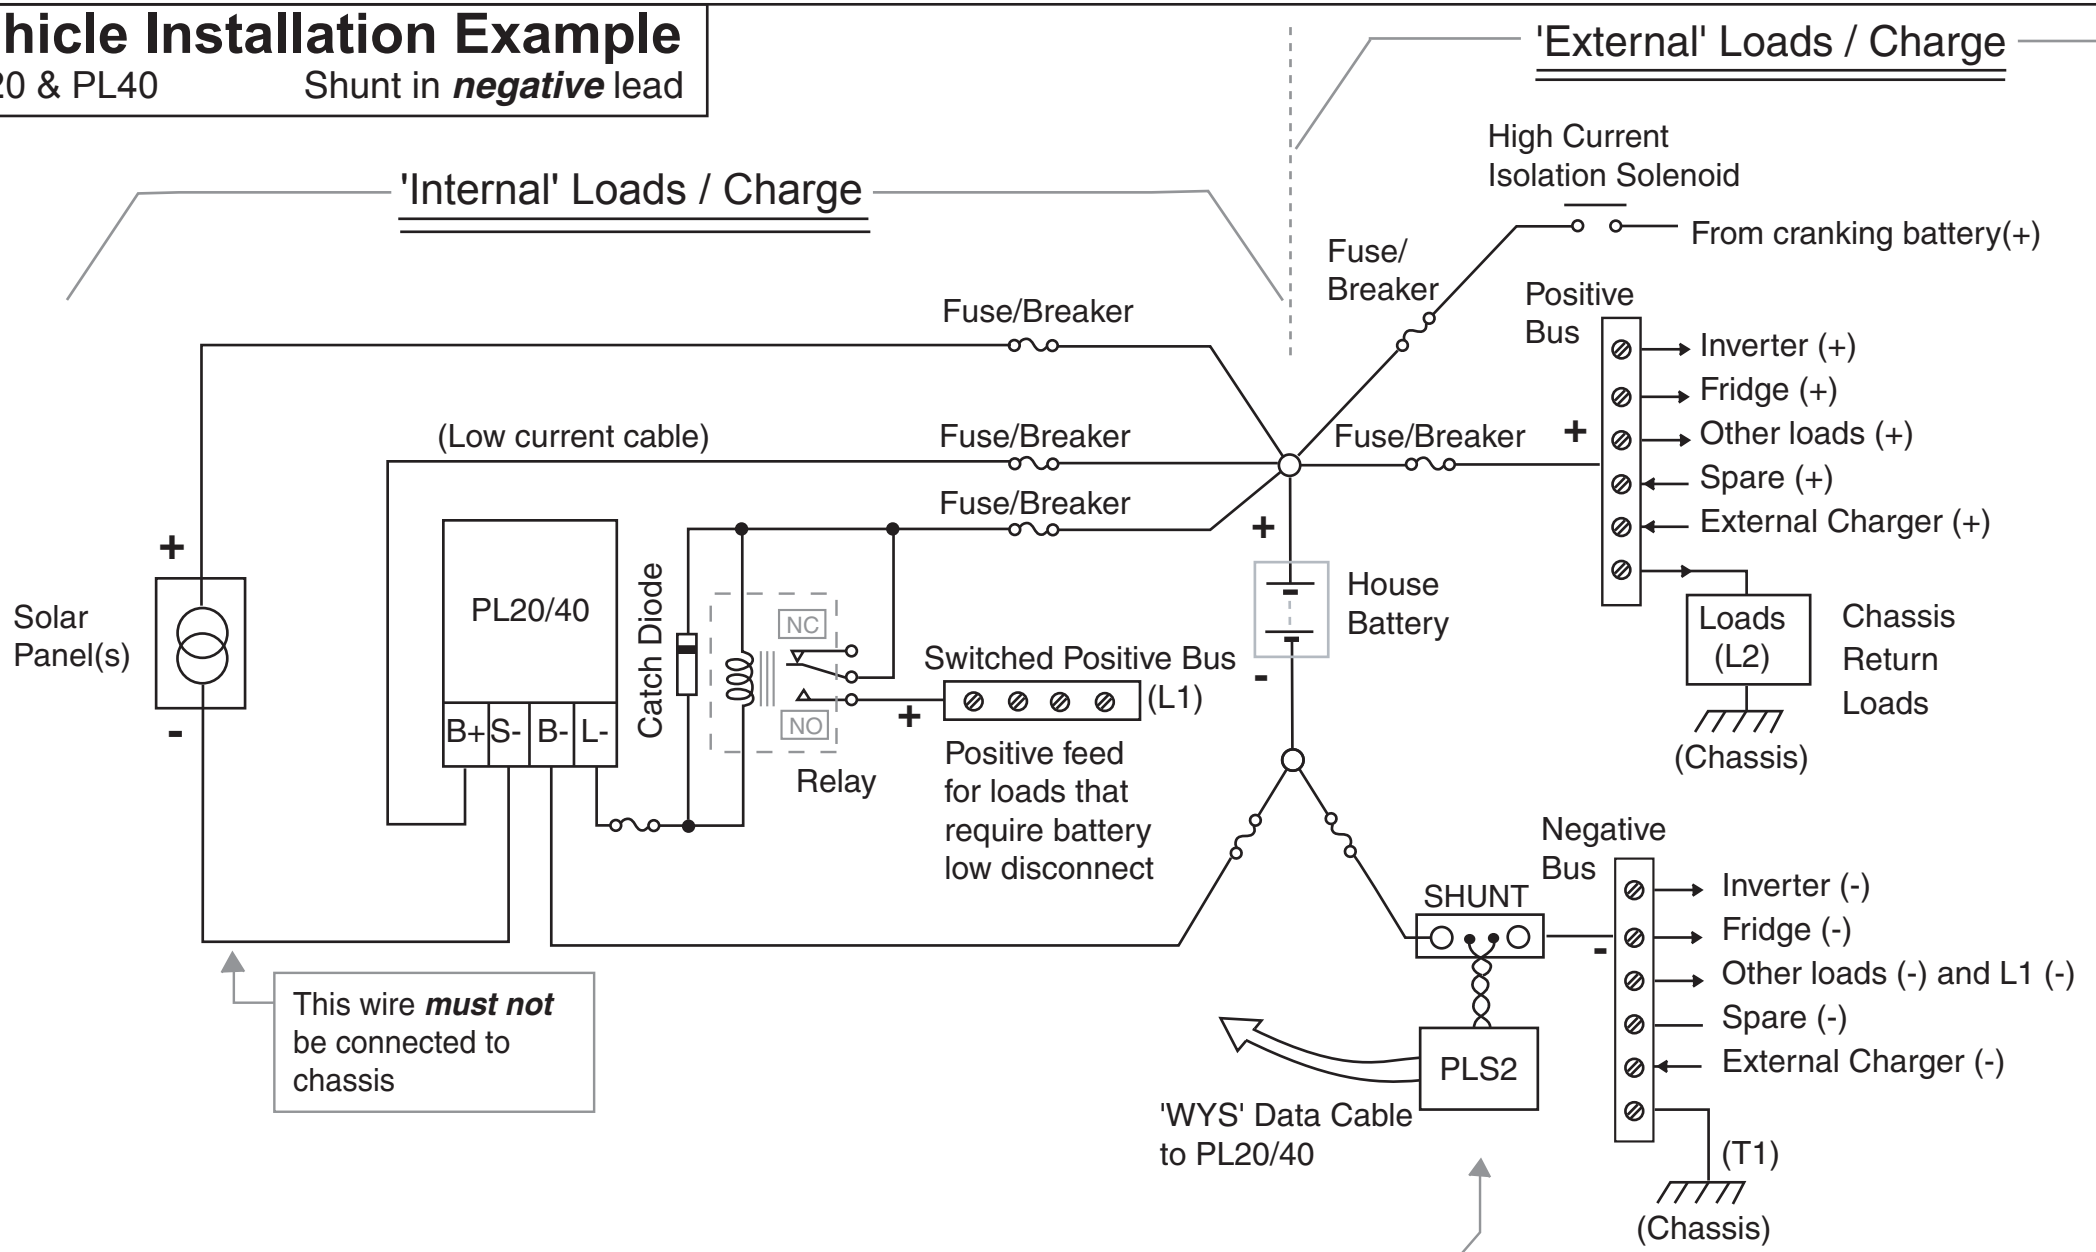 hicle Installation Example
20 & PL40 Shunt in negative lead
'External' Loads / Charge
'Internal' Loads / Charge
High Current
Isolation Solenoid
From cranking battery(+)
Fuse/
Breaker
Fuse/Breaker
(Low current cable)
Fuse/Breaker
Fuse/Breaker
Fuse/Breaker
Positive
Bus
+
Inverter (+)
Fridge (+)
Other loads (+)
Spare (+)
External Charger (+)
Loads
(L2)
Chassis
Return
Loads
(Chassis)
+
Solar
Panel(s)
-
PL20/40
B+
S-
B-
L-
Catch Diode
NC
NO
Relay
Switched Positive Bus
(L1)
+
Positive feed
for loads that
require battery
low disconnect
+
House
Battery
-
This wire must not
be connected to
chassis
SHUNT
PLS2
'WYS' Data Cable
to PL20/40
Negative
Bus
-
Inverter (-)
Fridge (-)
Other loads (-) and L1 (-)
Spare (-)
External Charger (-)
(T1)
(Chassis)